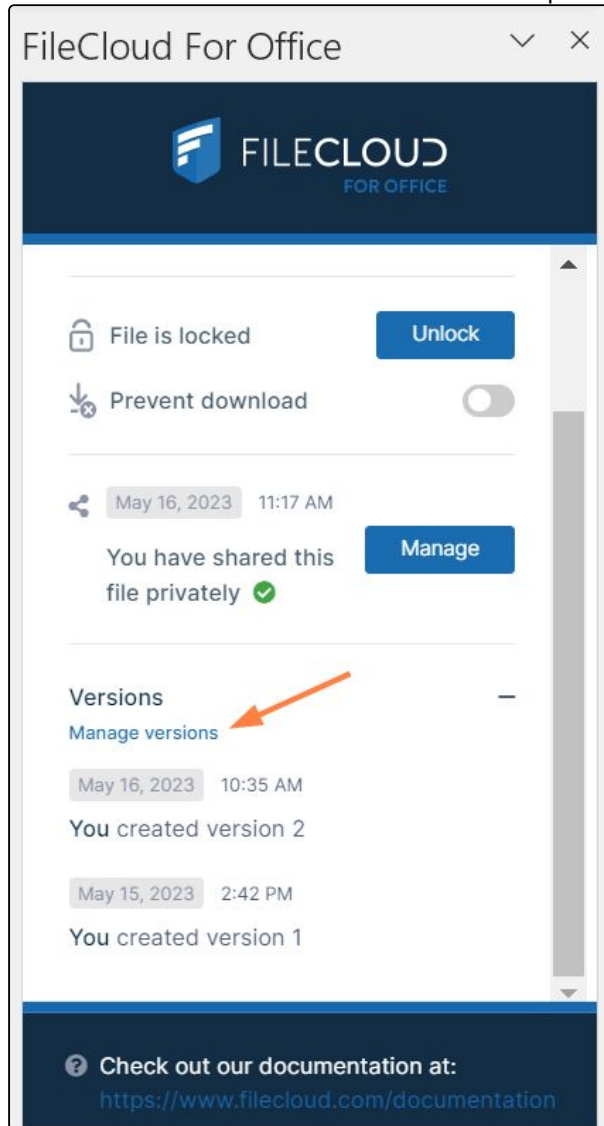 FileCloud For Office
FILECLOUD
FOR OFFICE
File is locked
Unlock
Prevent download
May 16, 2023 11:17 AM
You have shared this
file privately
Manage
Versions
Manage versions
May 16, 2023 10:35 AM
You created version 2
May 15, 2023 2:42 PM
You created version 1
Check out our documentation at:
https://www.filecloud.com/documentation